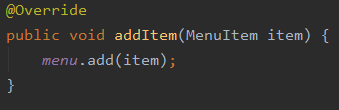 @Override
public void addItem(MenuItem item) {
    menu.add(item);
}